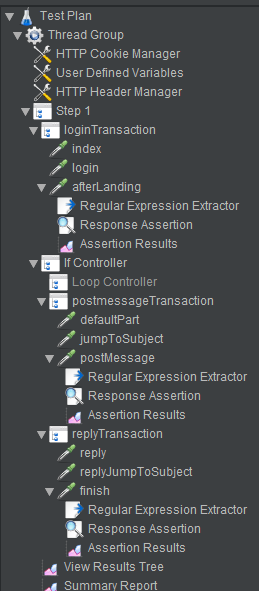 Test Plan
Thread Group
HTTP Cookie Manager
User Defined Variables
HTTP Header Manager
Step 1
loginTransaction
index
login
afterLanding
Regular Expression Extractor
Response Assertion
Assertion Results
If Controller
Loop Controller
postmessageTransaction
defaultPart
jumpToSubject
postMessage
Regular Expression Extractor
Response Assertion
Assertion Results
replyTransaction
reply
replyJumpToSubject
finish
Regular Expression Extractor
Response Assertion
Assertion Results
View Results Tree
Summary Report